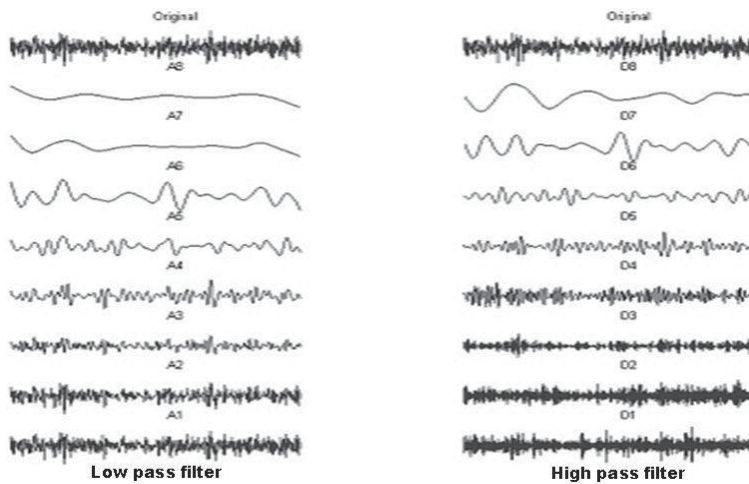 Original
A8
A7
A6
A5
A4
A3
A2
A1
Low pass filter
Original
D8
D7
D6
D5
D4
D3
D2
D1
High pass filter